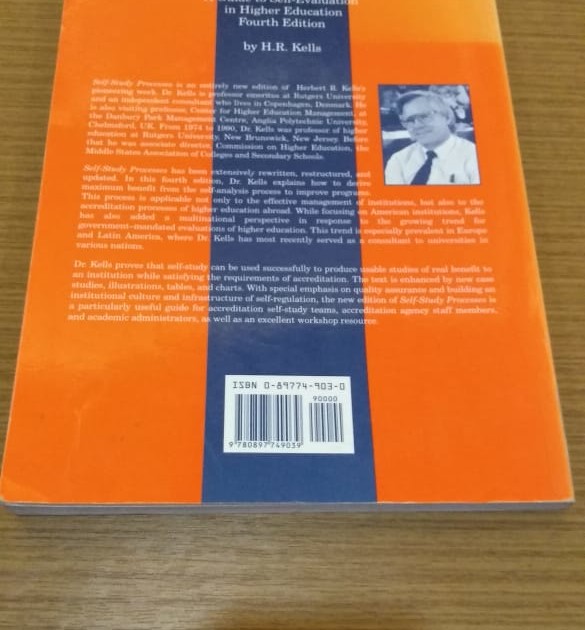 A Guide to Self-Evaluation
in Higher Education
Fourth Edition
by H.R. Kells
Self-Study Processes is an entirely new edition of Herbert R. Kells's
pioneering work. Dr. Kells is professor emeritus at Rutgers University
and an independent consultant who lives in Copenhagen, Denmark. He
is also visiting professor, Center for Higher Education Management, at
the Danbury Park Management Centre, Anglia Polytechnic University,
Chelmsford, UK. From 1974 to 1990, Dr. Kells was professor of higher
education at Rutgers University, New Brunswick, New Jersey. Before
that he was associate director, Commission on Higher Education, the
Middle States Association of Colleges and Secondary Schools.
Self-Study Processes has been extensively rewritten, restructured, and
updated. In this fourth edition, Dr. Kells explains how to derive
maximum benefit from the self-analysis process to improve programs.
This process is applicable not only to the effective management of institutions, but also to the
accreditation processes of higher education abroad. While focusing on American institutions, Kells
has also added a multinational perspective in response to the growing trend for
government-mandated evaluations of higher education. This trend is especially prevalent in Europe
and Latin America, where Dr. Kells has most recently served as a consultant to universities in
various nations.
Dr. Kells proves that self-study can be used successfully to produce usable studies of real benefit to
an institution while satisfying the requirements of accreditation. The text is enhanced by new case
studies, illustrations, tables, and charts. With special emphasis on quality assurance and building an
institutional culture and infrastructure of self-regulation, the new edition of Self-Study Processes is
a particularly useful guide for accreditation self-study teams, accreditation agency staff members,
and academic administrators, as well as an excellent workshop resource.
ISBN 0-89774-903-0
90000
9 780897 749039